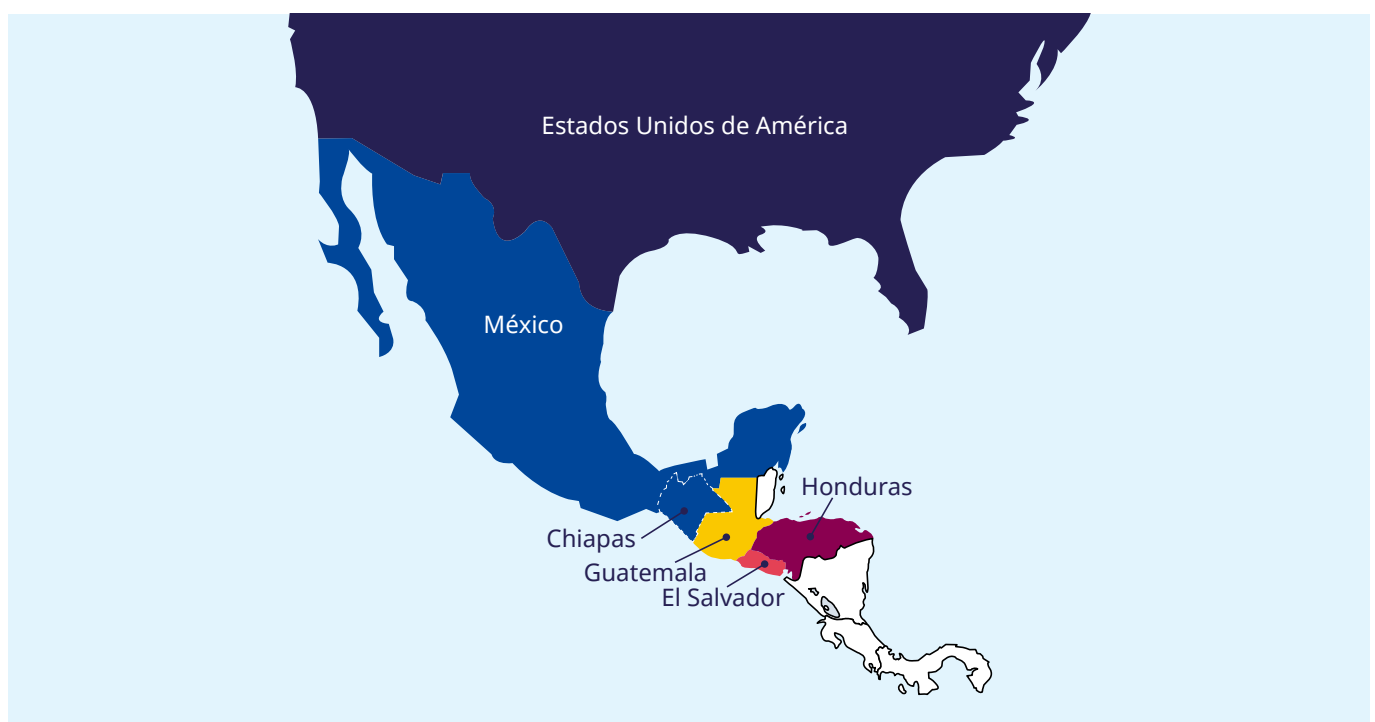 Estados Unidos de América
México
Honduras
Chiapas
Guatemala
El Salvador